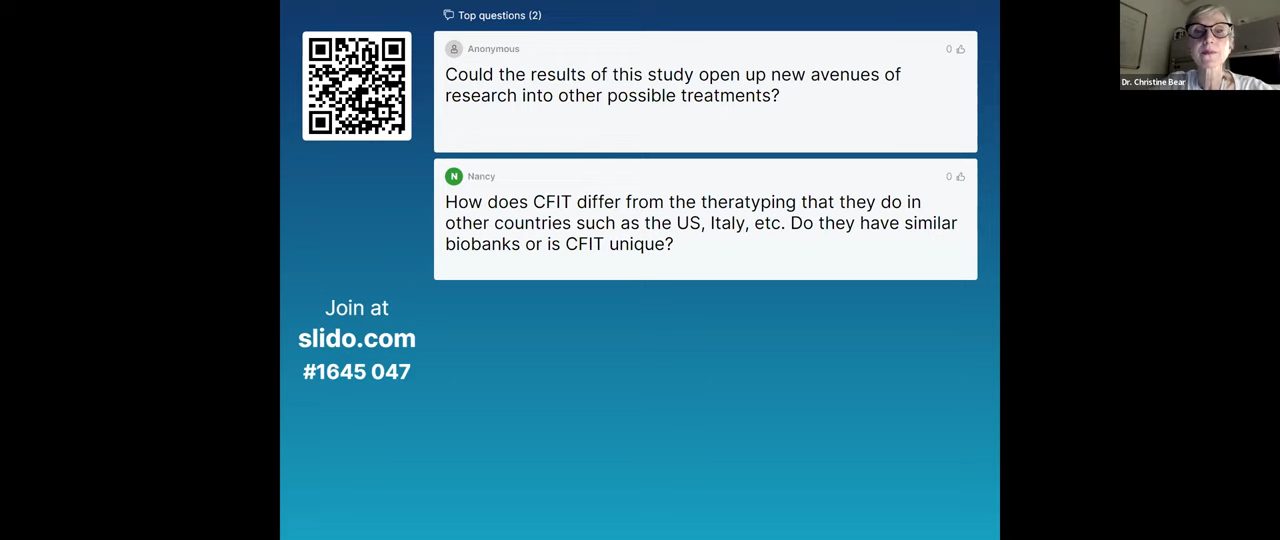 Top questions (2)
Anonymous
0
Could the results of this study open up new avenues of
research into other possible treatments?
N
Nancy
0
How does CFIT differ from the theratyping that they do in
other countries such as the US, Italy, etc. Do they have similar
biobanks or is CFIT unique?
Join at
slido.com
#1645 047
Dr. Christine Bear